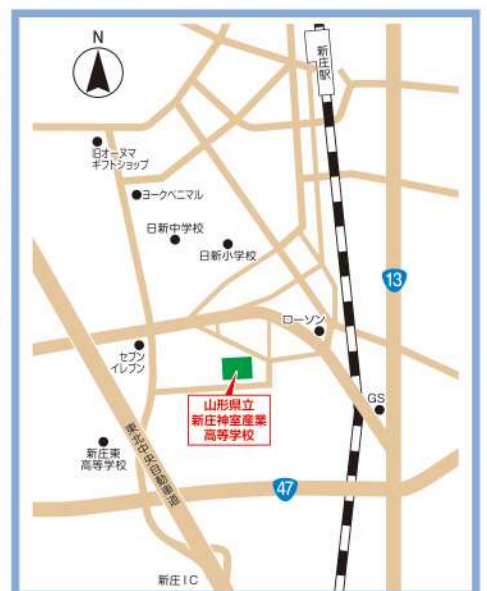 N
新庄駅
旧オーヌマ
ギフトショップ
ヨークベニマル
日新中学校
日新小学校
13
ローソン
セブン
イレブン
山形県立
新庄神室産業
高等学校
GS
新庄東
高等学校
東北中央自動車道
47
新庄IC